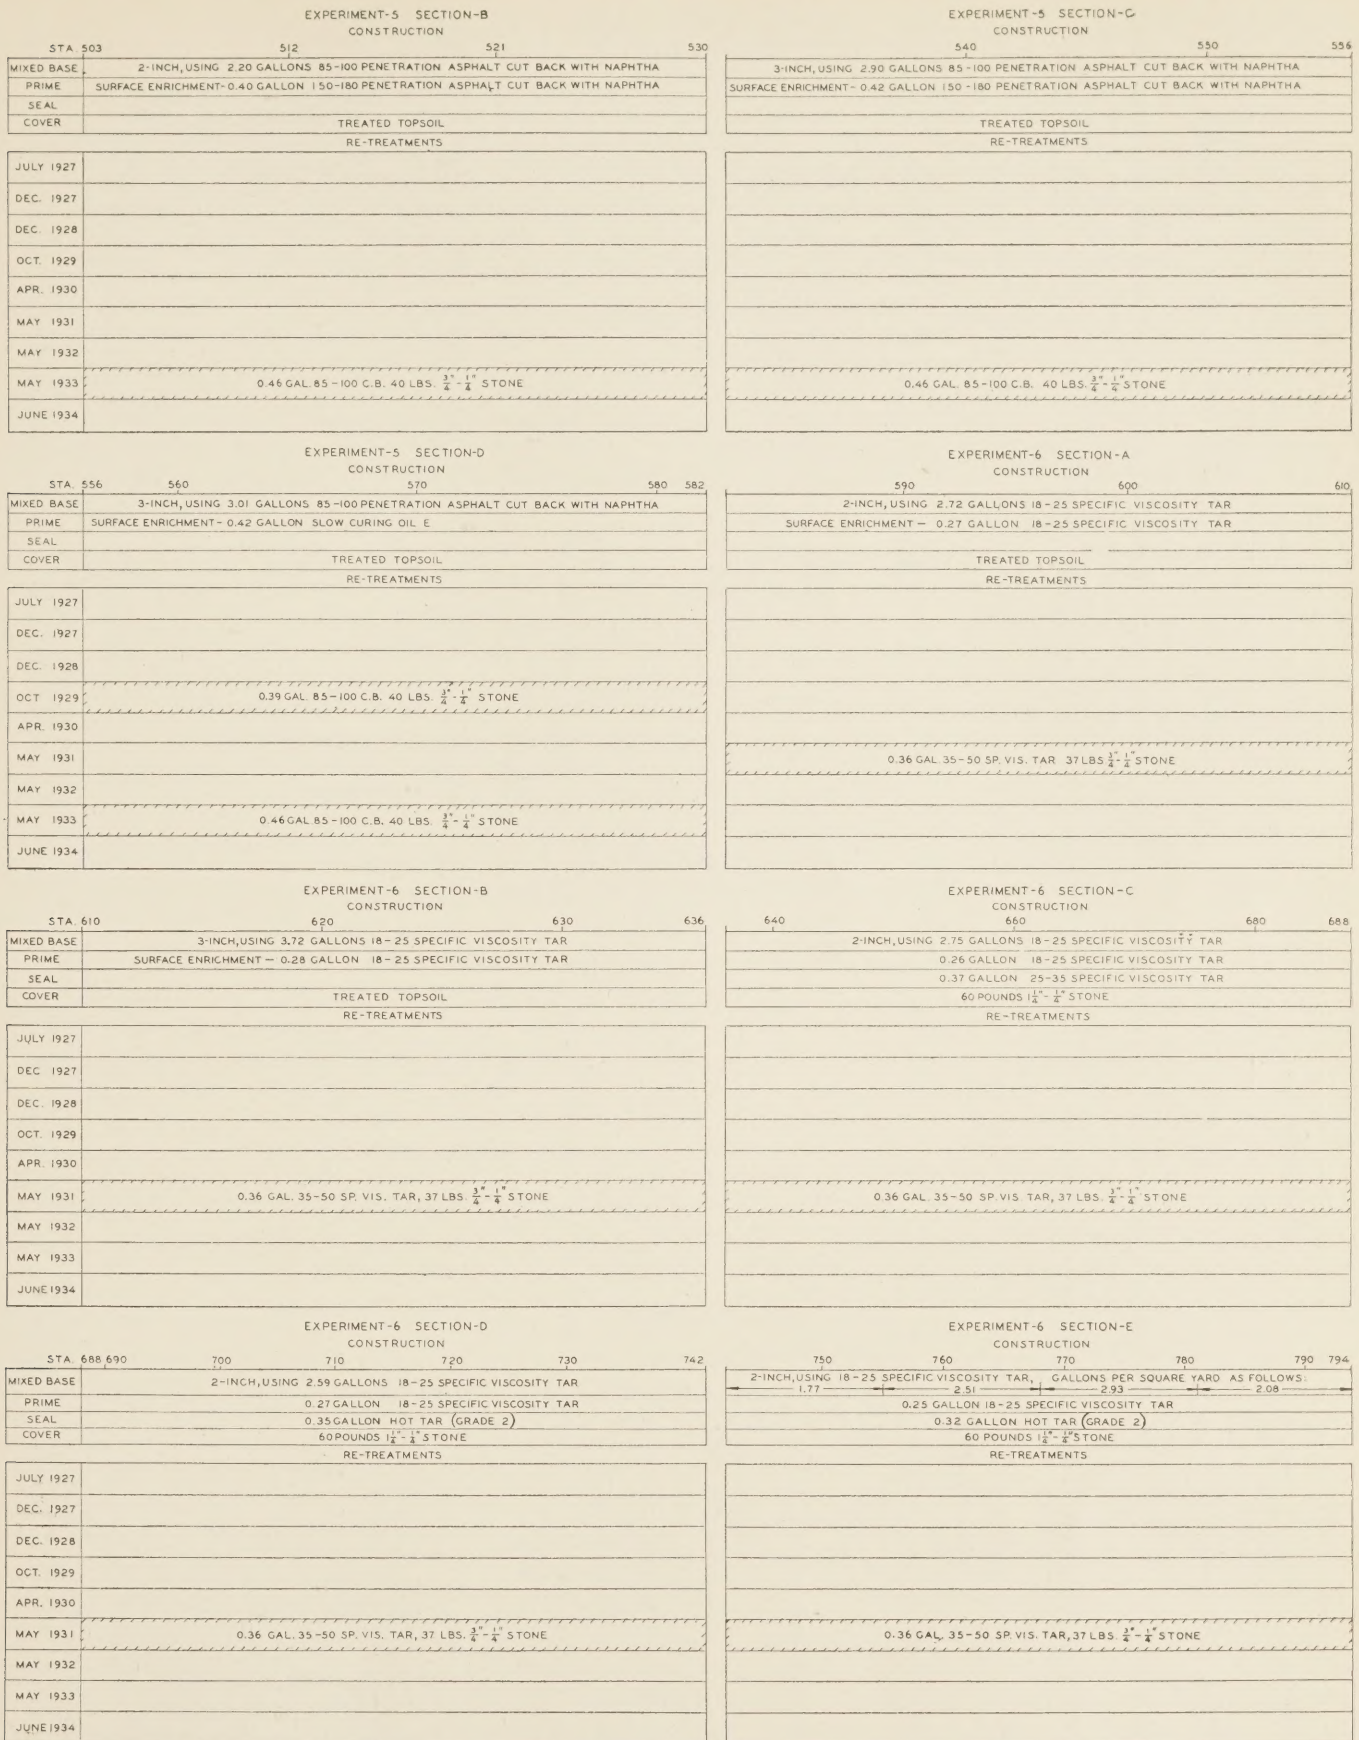 EXPERIMENT-5 SECTION-B
CONSTRUCTION
STA. 503 512 521 530
MIXED BASE 2-INCH, USING 2.20 GALLONS 85-100 PENETRATION ASPHALT CUT BACK WITH NAPHTHA
PRIME SURFACE ENRICHMENT- 0.40 GALLON 150-180 PENETRATION ASPHALT CUT BACK WITH NAPHTHA
SEAL
COVER TREATED TOPSOIL
RE-TREATMENTS
JULY 1927
DEC. 1927
DEC. 1928
OCT. 1929
APR. 1930
MAY 1931
MAY 1932
MAY 1933 0.46 GAL. 85-100 C.B. 40 LBS. 3/4"-1/4" STONE
JUNE 1934
EXPERIMENT-5 SECTION-C
CONSTRUCTION
540 550 556
3-INCH, USING 2.90 GALLONS 85-100 PENETRATION ASPHALT CUT BACK WITH NAPHTHA
SURFACE ENRICHMENT- 0.42 GALLON 150-180 PENETRATION ASPHALT CUT BACK WITH NAPHTHA
TREATED TOPSOIL
RE-TREATMENTS
0.46 GAL. 85-100 C.B. 40 LBS. 3/4"-1/4" STONE
EXPERIMENT-5 SECTION-D
CONSTRUCTION
STA. 556 560 570 580 582
MIXED BASE 3-INCH, USING 3.01 GALLONS 85-100 PENETRATION ASPHALT CUT BACK WITH NAPHTHA
PRIME SURFACE ENRICHMENT- 0.42 GALLON SLOW CURING OIL E
SEAL
COVER TREATED TOPSOIL
RE-TREATMENTS
JULY 1927
DEC. 1927
DEC. 1928
OCT 1929 0.39 GAL. 85-100 C.B. 40 LBS. 3/4"-1/4" STONE
APR. 1930
MAY 1931
MAY 1932
MAY 1933 0.46 GAL. 85-100 C.B. 40 LBS. 3/4"-1/4" STONE
JUNE 1934
EXPERIMENT-6 SECTION-A
CONSTRUCTION
590 600 610
2-INCH, USING 2.72 GALLONS 18-25 SPECIFIC VISCOSITY TAR
SURFACE ENRICHMENT — 0.27 GALLON 18-25 SPECIFIC VISCOSITY TAR
TREATED TOPSOIL
RE-TREATMENTS
0.36 GAL. 35-50 SP. VIS. TAR 37 LBS 3/4"-1/4" STONE
EXPERIMENT-6 SECTION-B
CONSTRUCTION
STA. 610 620 630 636
MIXED BASE 3-INCH, USING 3.72 GALLONS 18-25 SPECIFIC VISCOSITY TAR
PRIME SURFACE ENRICHMENT — 0.28 GALLON 18-25 SPECIFIC VISCOSITY TAR
SEAL
COVER TREATED TOPSOIL
RE-TREATMENTS
JULY 1927
DEC 1927
DEC. 1928
OCT. 1929
APR. 1930
MAY 1931 0.36 GAL. 35-50 SP. VIS. TAR, 37 LBS. 3/4"-1/4" STONE
MAY 1932
MAY 1933
JUNE 1934
EXPERIMENT-6 SECTION-C
CONSTRUCTION
640 660 680 688
2-INCH, USING 2.75 GALLONS 18-25 SPECIFIC VISCOSITY TAR
0.26 GALLON 18-25 SPECIFIC VISCOSITY TAR
0.37 GALLON 25-35 SPECIFIC VISCOSITY TAR
60 POUNDS 1 1/4"-1/4" STONE
RE-TREATMENTS
0.36 GAL. 35-50 SP. VIS. TAR, 37 LBS. 3/4"-1/4" STONE
EXPERIMENT-6 SECTION-D
CONSTRUCTION
STA. 688 690 700 710 720 730 742
MIXED BASE 2-INCH, USING 2.59 GALLONS 18-25 SPECIFIC VISCOSITY TAR
PRIME 0.27 GALLON 18-25 SPECIFIC VISCOSITY TAR
SEAL 0.35 GALLON HOT TAR (GRADE 2)
COVER 60 POUNDS 1 1/4"-1/4" STONE
RE-TREATMENTS
JULY 1927
DEC. 1927
DEC. 1928
OCT. 1929
APR. 1930
MAY 1931 0.36 GAL. 35-50 SP. VIS. TAR, 37 LBS. 3/4"-1/4" STONE
MAY 1932
MAY 1933
JUNE 1934
EXPERIMENT-6 SECTION-E
CONSTRUCTION
750 760 770 780 790 794
2-INCH, USING 18-25 SPECIFIC VISCOSITY TAR, GALLONS PER SQUARE YARD AS FOLLOWS:
1.77 2.51 2.93 2.08
0.25 GALLON 18-25 SPECIFIC VISCOSITY TAR
0.32 GALLON HOT TAR (GRADE 2)
60 POUNDS 1 1/4"-1/4" STONE
RE-TREATMENTS
0.36 GAL. 35-50 SP. VIS. TAR, 37 LBS. 3/4"-1/4" STONE